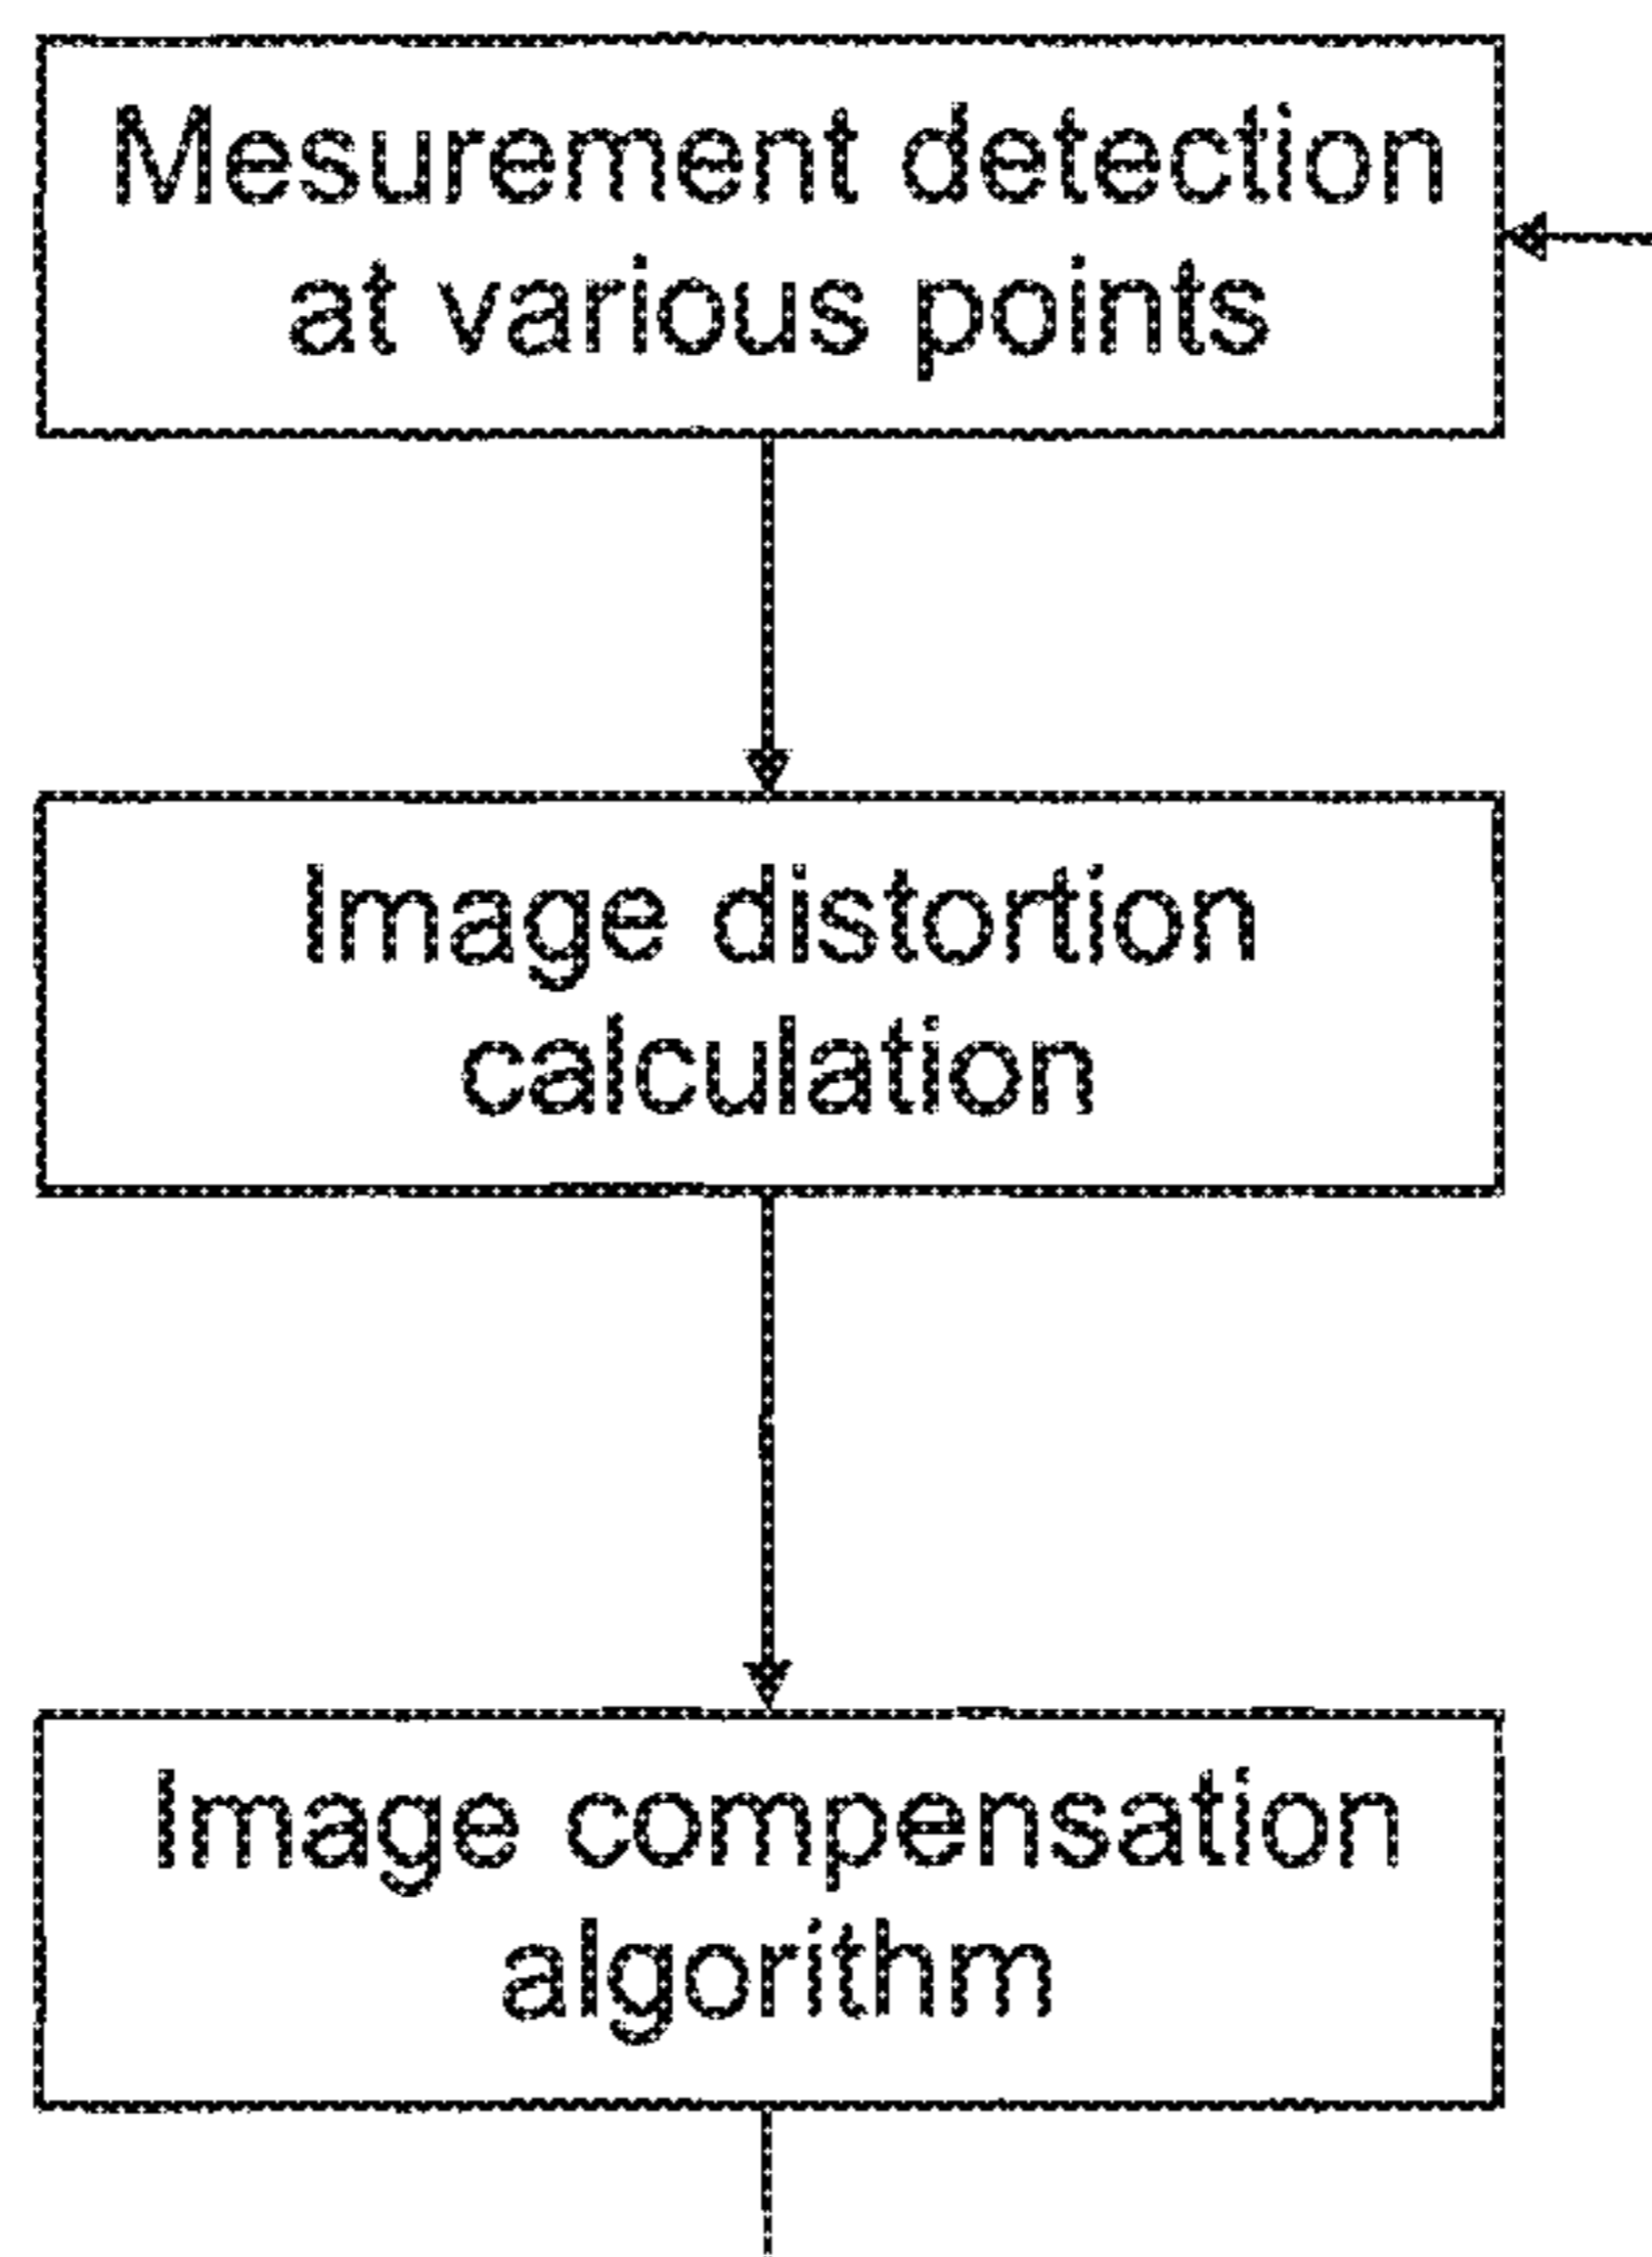 Mesurement detection
at various points
Image distortion
calculation
Image compensation
algorithm